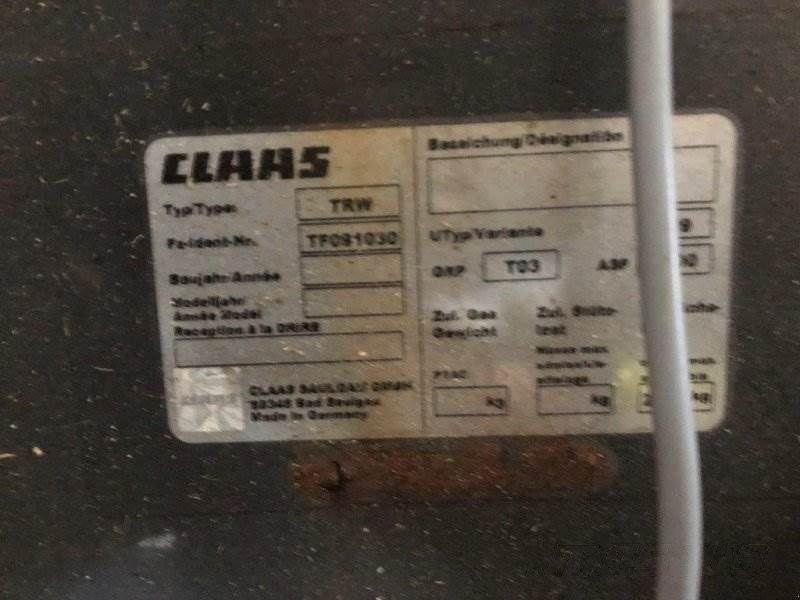 CLAAS
Typ/Type: TRW
Fz-Ident-Nr. TF091030
Baujahr/Année
Modelljahr/
Année Model
Reception à la DRIRE
CLAAS SAULGAU GMBH
88348 Bad Saulgau
Made in Germany
Bezeichung/Désignation
UTyp/Variante
GRP T03 ASP
Zul. Ges
Gewicht
Zul. Stütz-
last
PTAC
kg
kg
kg